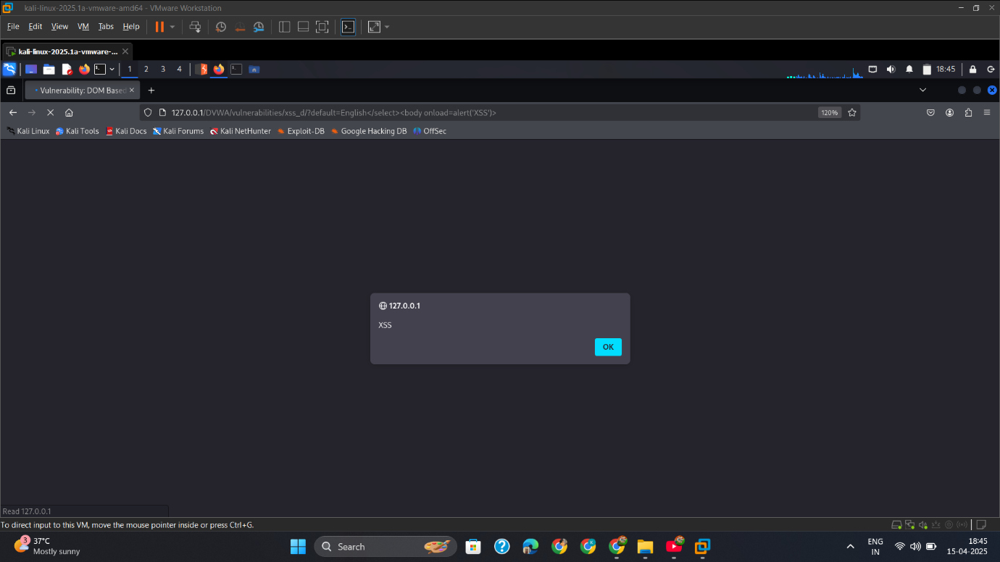 kali-linux-2025.1a-vmware-amd64 - VMware Workstation
File Edit View VM Tabs Help
kali-linux-2025.1a-vmware-...
1 2 3 4 18:45
Vulnerability: DOM Based
127.0.0.1/DVWA/vulnerabilities/xss_d/?default=English</select><body onload=alert('XSS')> 120%
Kali Linux Kali Tools Kali Docs Kali Forums Kali NetHunter Exploit-DB Google Hacking DB OffSec
127.0.0.1
XSS
OK
Read 127.0.0.1
To direct input to this VM, move the mouse pointer inside or press Ctrl+G.
3 37°C
Mostly sunny
Search
ENG
IN
18:45
15-04-2025